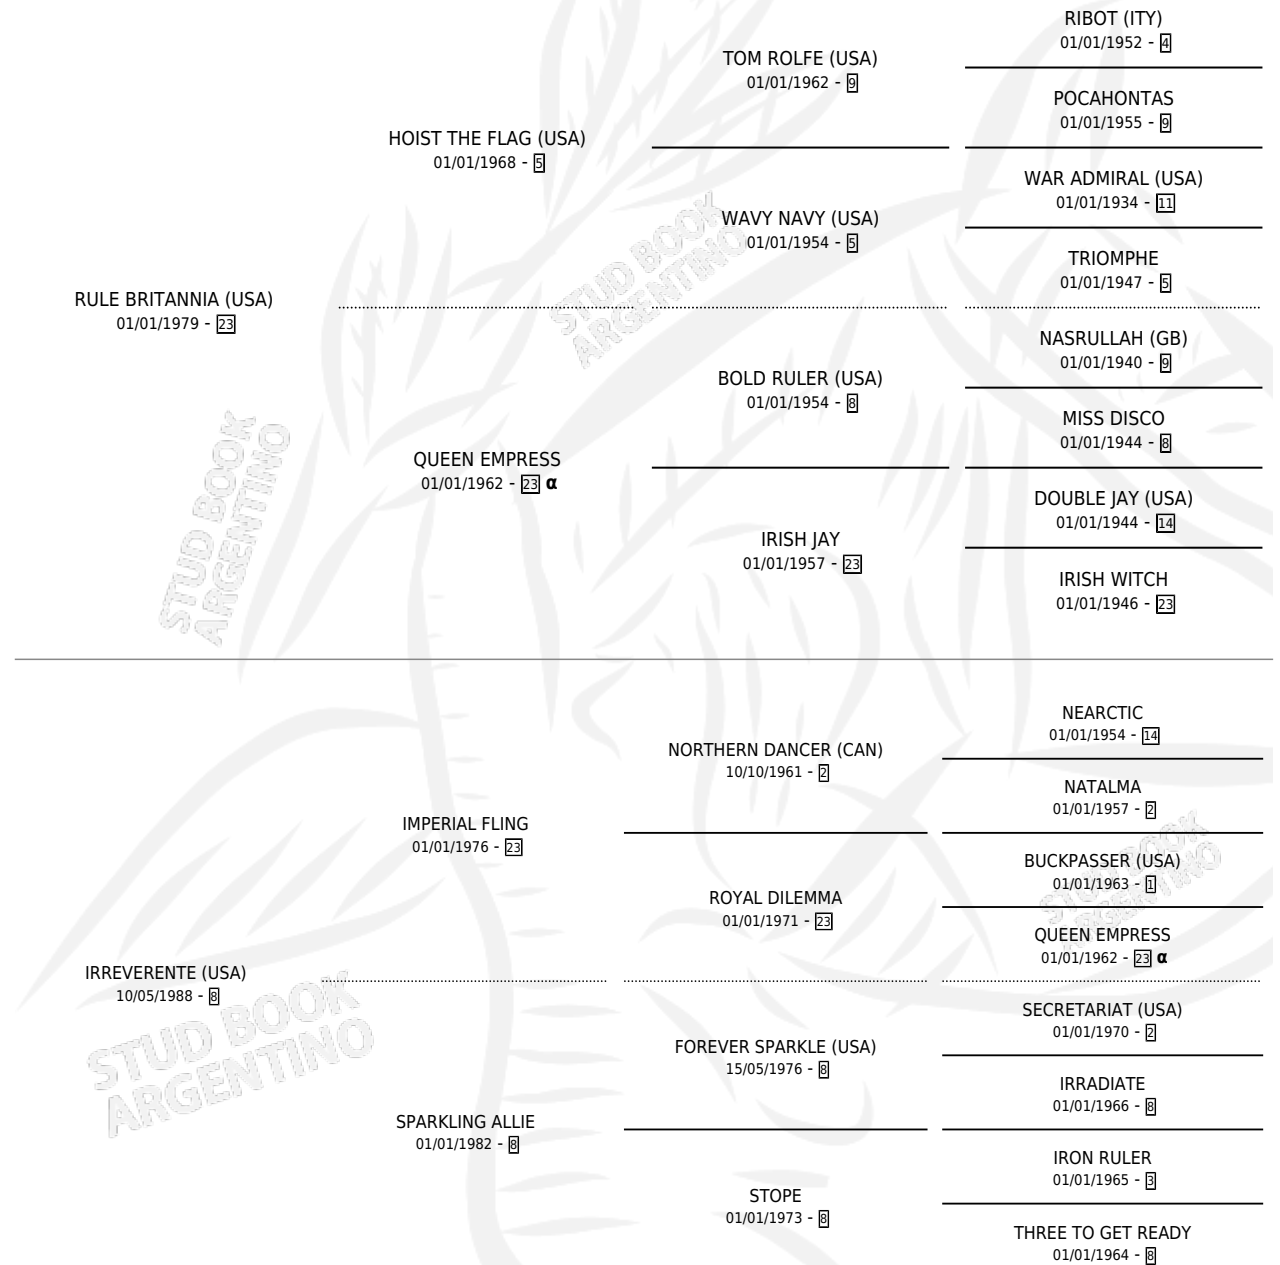 RIBOT (ITY)
01/01/1952 - 4
TOM ROLFE (USA)
01/01/1962 - 9
POCAHONTAS
01/01/1955 - 9
HOIST THE FLAG (USA)
01/01/1968 - 5
WAR ADMIRAL (USA)
01/01/1934 - 11
WAVY NAVY (USA)
01/01/1954 - 5
TRIOMPHE
01/01/1947 - 5
STUD BOOK
ARGENTINO
RULE BRITANNIA (USA)
01/01/1979 - 23
NASRULLAH (GB)
01/01/1940 - 9
BOLD RULER (USA)
01/01/1954 - 8
MISS DISCO
01/01/1944 - 8
QUEEN EMPRESS
01/01/1962 - 23 α
DOUBLE JAY (USA)
01/01/1944 - 14
IRISH JAY
01/01/1957 - 23
IRISH WITCH
01/01/1946 - 23
STUD BOOK
ARGENTINO
NEARCTIC
01/01/1954 - 14
NORTHERN DANCER (CAN)
10/10/1961 - 2
NATALMA
01/01/1957 - 2
IMPERIAL FLING
01/01/1976 - 23
BUCKPASSER (USA)
01/01/1963 - 1
ROYAL DILEMMA
01/01/1971 - 23
QUEEN EMPRESS
01/01/1962 - 23 α
STUD BOOK
ARGENTINO
IRREVERENTE (USA)
10/05/1988 - 8
SECRETARIAT (USA)
01/01/1970 - 2
FOREVER SPARKLE (USA)
15/05/1976 - 8
IRRADIATE
01/01/1966 - 8
SPARKLING ALLIE
01/01/1982 - 8
IRON RULER
01/01/1965 - 3
STOPE
01/01/1973 - 8
THREE TO GET READY
01/01/1964 - 8
STUD BOOK
ARGENTINO